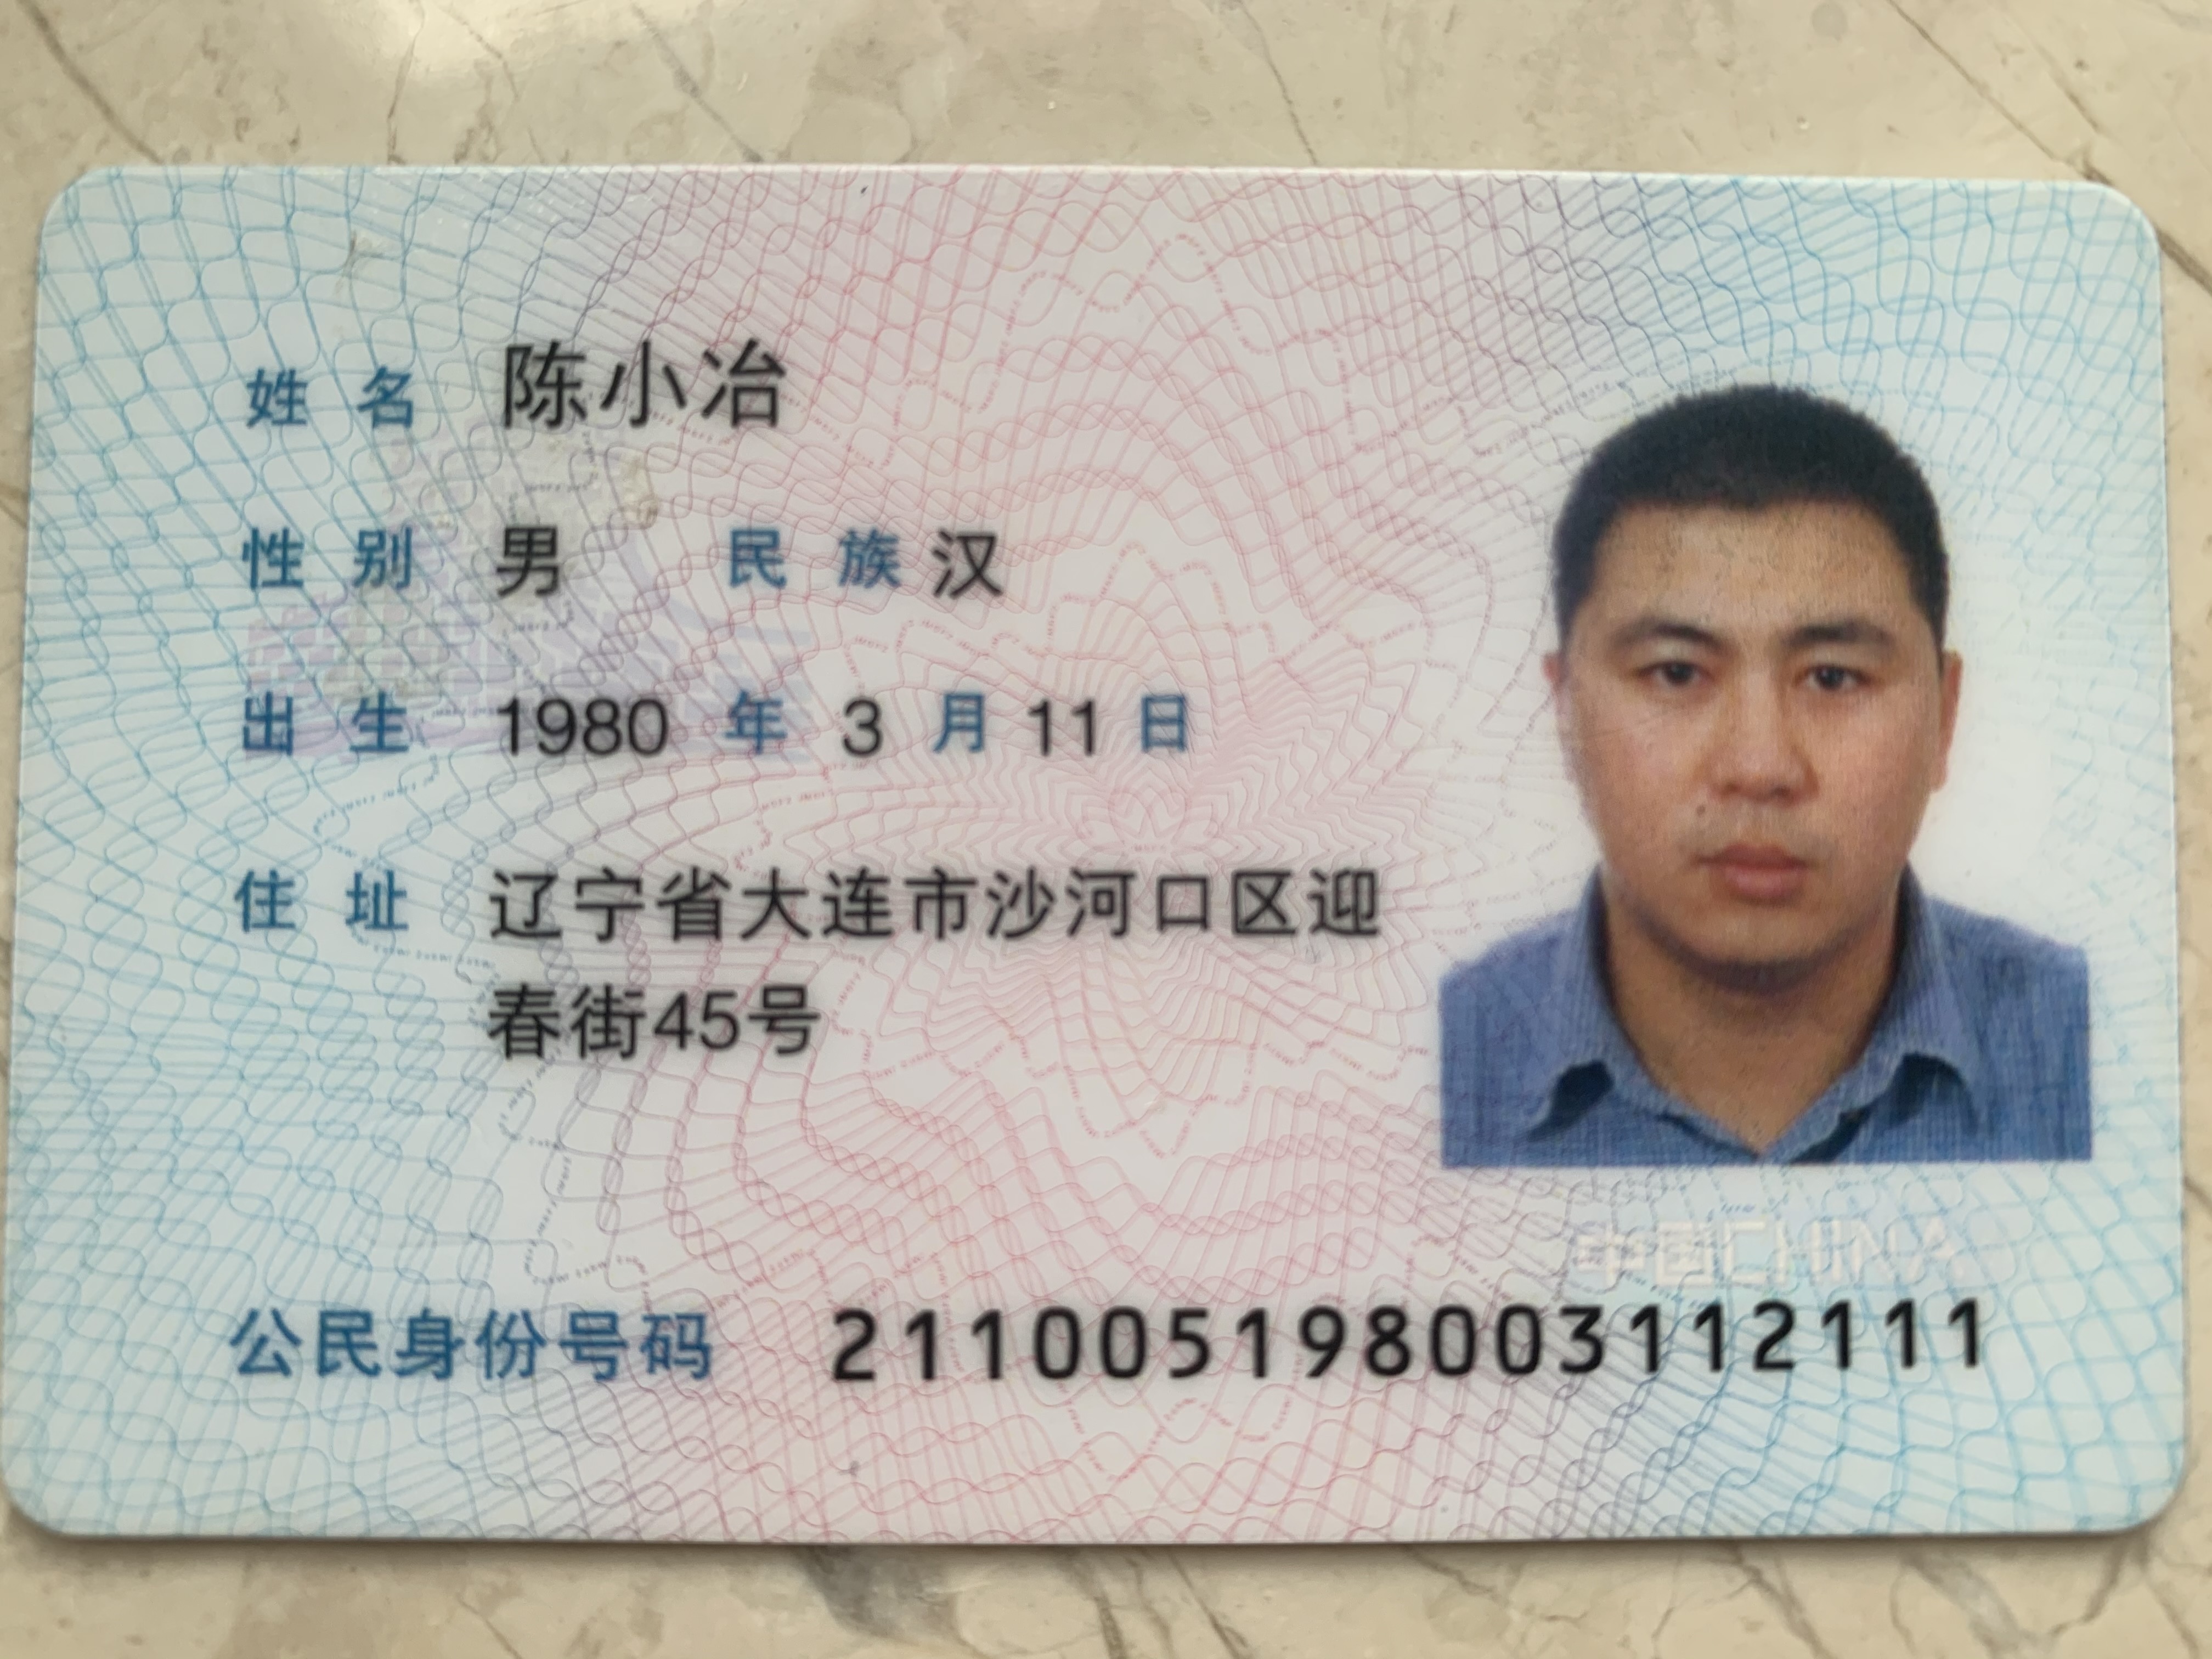 姓名 陈小冶
性别 男 民族 汉
出生 1980 年 3 月 11 日
住址 辽宁省大连市沙河口区迎
春街45号
公民身份号码 211005198003112111